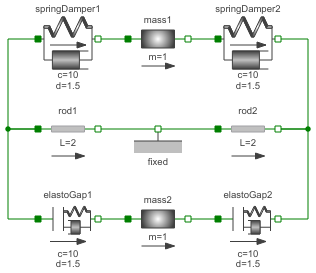 springDamper1
mass1
springDamper2
c=10
d=1.5
m=1
c=10
d=1.5
rod1
rod2
L=2
fixed
L=2
elastoGap1
mass2
elastoGap2
c=10
d=1.5
m=1
c=10
d=1.5